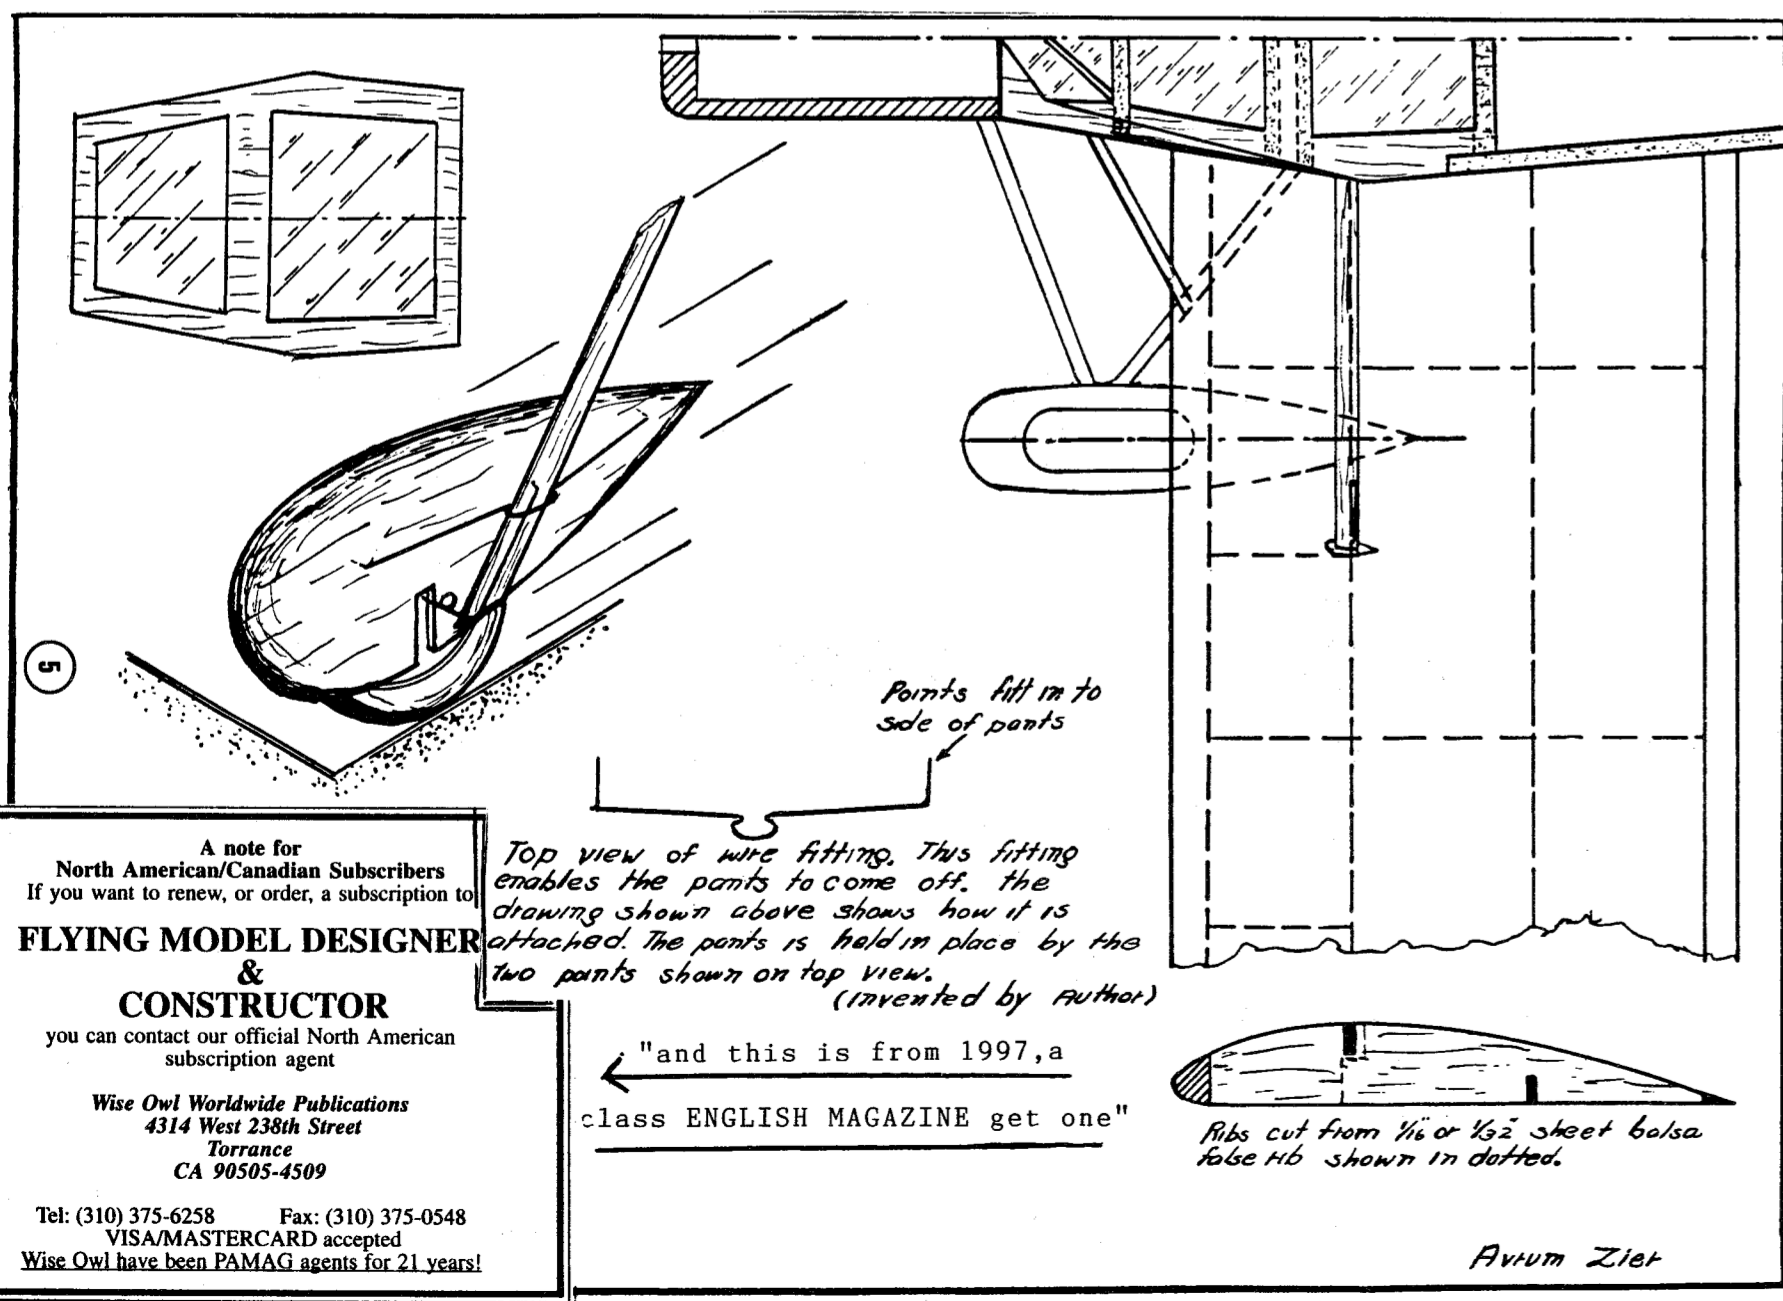 5
Points fitt in to
side of pants
Top view of wire fitting. This fitting
enables the pants to come off. the
drawing shown above shows how it is
attached. The pants is held in place by the
two points shown on top view.
(Invented by Author)
A note for
North American/Canadian Subscribers
If you want to renew, or order, a subscription to
FLYING MODEL DESIGNER
&
CONSTRUCTOR
you can contact our official North American
subscription agent
Wise Owl Worldwide Publications
4314 West 238th Street
Torrance
CA 90505-4509
Tel: (310) 375-6258 Fax: (310) 375-0548
VISA/MASTERCARD accepted
Wise Owl have been PAMAG agents for 21 years!
"and this is from 1997,a
class ENGLISH MAGAZINE get one"
Ribs cut from 1/16" or 1/32" sheet balsa
false rib shown in dotted.
Avrum Zier